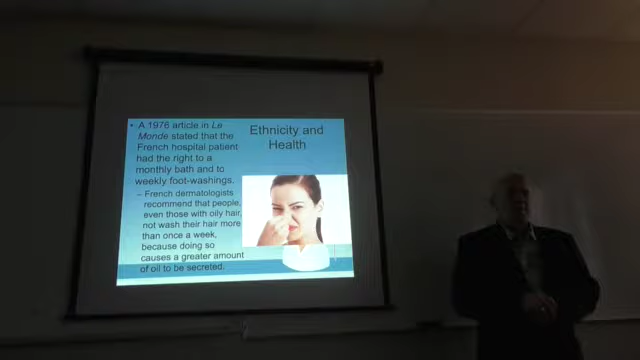 Ethnicity and
Health
• A 1976 article in Le
Monde stated that the
French hospital patient
had the right to a
monthly bath and to
weekly foot-washings.
– French dermatologists
recommend that people,
even those with oily hair,
not wash their hair more
than once a week,
because doing so
causes a greater amount
of oil to be secreted.